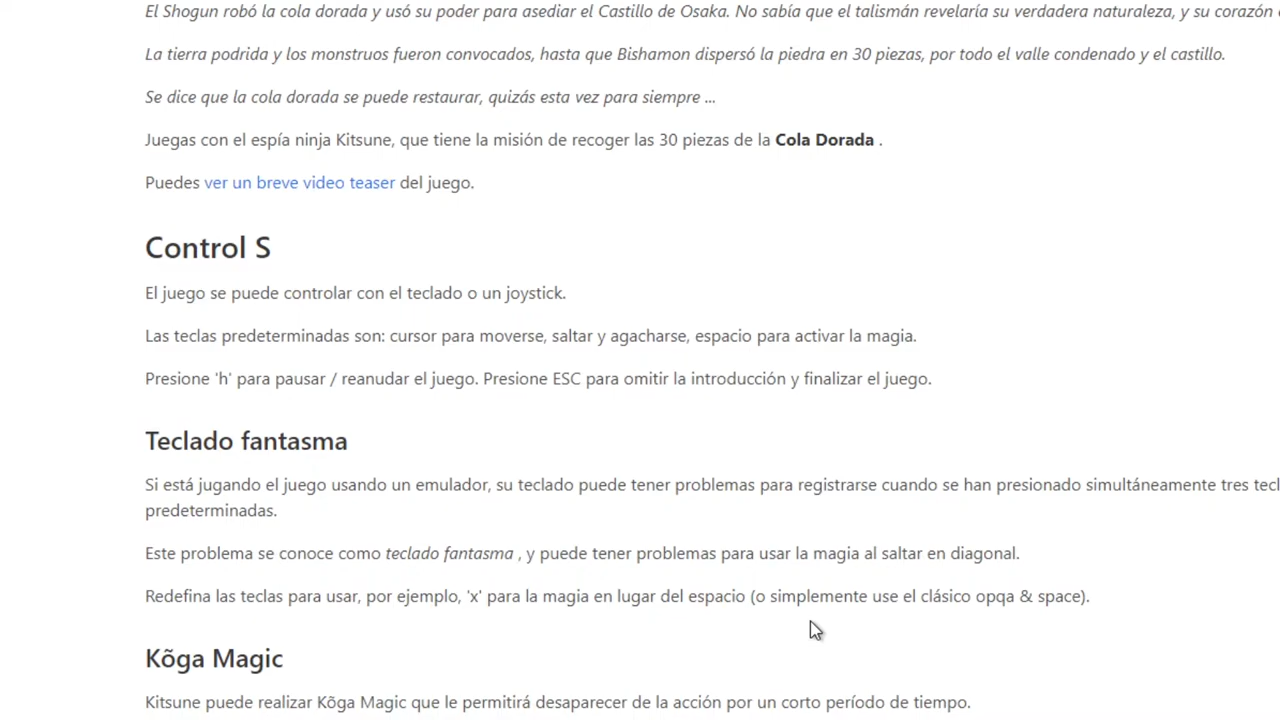 El Shogun robó la cola dorada y usó su poder para asediar el Castillo de Osaka. No sabía que el talismán revelaría su verdadera naturaleza, y su corazón
La tierra podrida y los monstruos fueron convocados, hasta que Bishamon dispersó la piedra en 30 piezas, por todo el valle condenado y el castillo.
Se dice que la cola dorada se puede restaurar, quizás esta vez para siempre ...
Juegas con el espía ninja Kitsune, que tiene la misión de recoger las 30 piezas de la Cola Dorada .
Puedes ver un breve video teaser del juego.
Control S
El juego se puede controlar con el teclado o un joystick.
Las teclas predeterminadas son: cursor para moverse, saltar y agacharse, espacio para activar la magia.
Presione 'h' para pausar / reanudar el juego. Presione ESC para omitir la introducción y finalizar el juego.
Teclado fantasma
Si está jugando el juego usando un emulador, su teclado puede tener problemas para registrarse cuando se han presionado simultáneamente tres tecl
predeterminadas.
Este problema se conoce como teclado fantasma , y puede tener problemas para usar la magia al saltar en diagonal.
Redefina las teclas para usar, por ejemplo, 'x' para la magia en lugar del espacio (o simplemente use el clásico opqa & space).
Kõga Magic
Kitsune puede realizar Kõga Magic que le permitirá desaparecer de la acción por un corto período de tiempo.